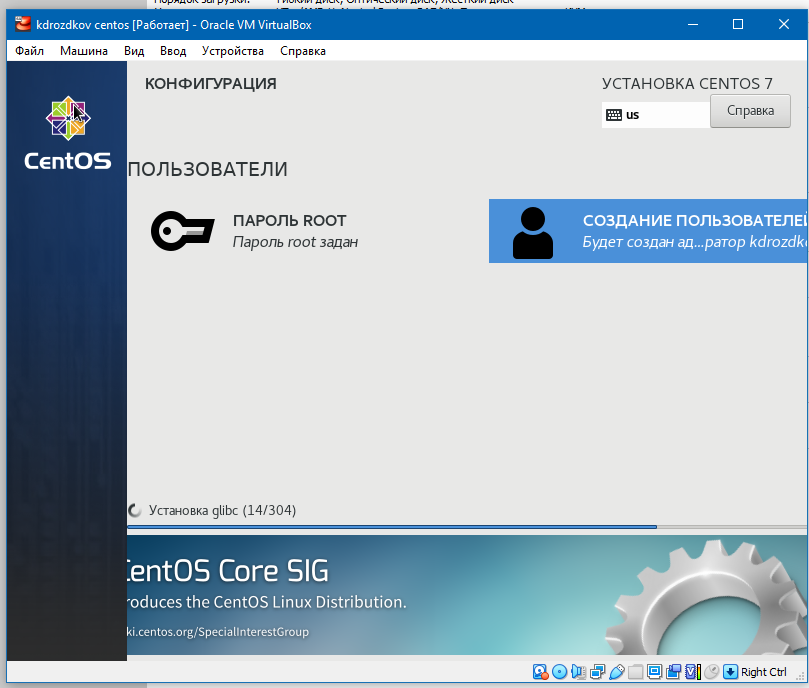 kdrozdkov centos [Работает] - Oracle VM VirtualBox
Файл Машина Вид Ввод Устройства Справка
КОНФИГУРАЦИЯ
УСТАНОВКА CENTOS 7
us
Справка
CentOS
ПОЛЬЗОВАТЕЛИ
ПАРОЛЬ ROOT
Пароль root задан
СОЗДАНИЕ ПОЛЬЗОВАТЕЛЕЙ
Будет создан ад...ратор kdrozdko
Установка glibc (14/304)
CentOS Core SIG
roduces the CentOS Linux Distribution.
ki.centos.org/SpecialInterestGroup
Right Ctrl